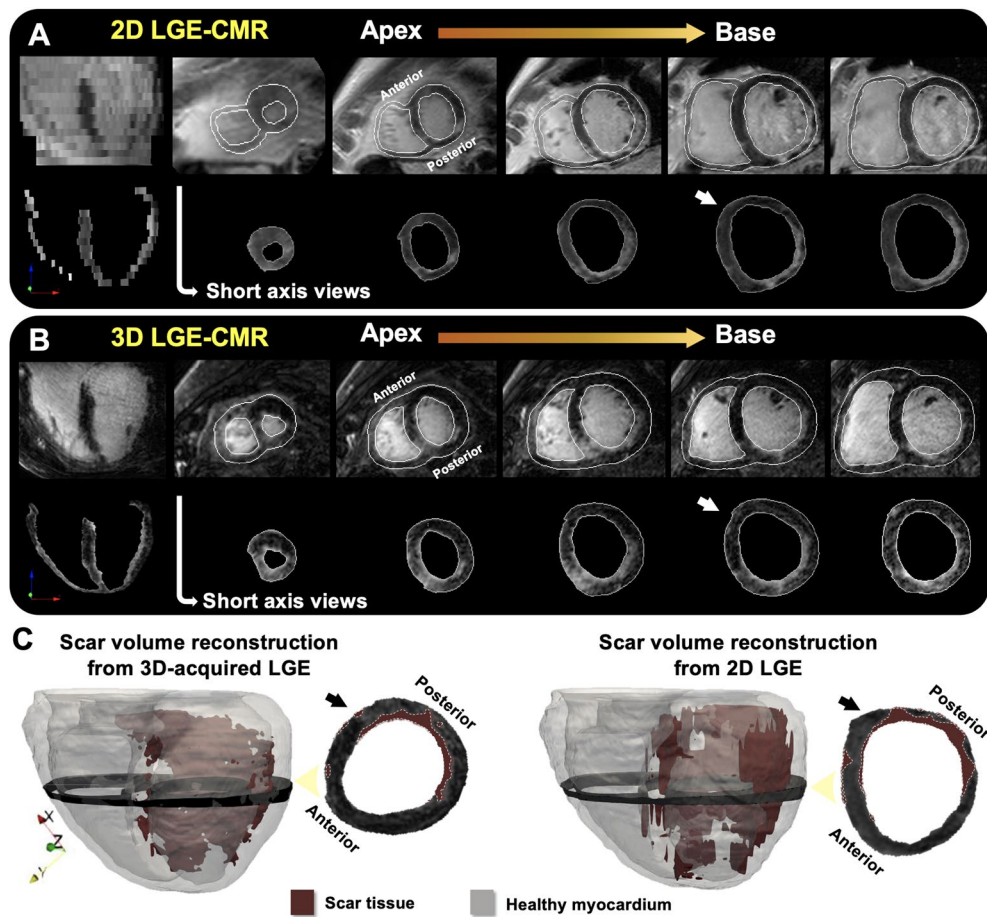 A
2D LGE-CMR
Apex
Base
Anterior
Posterior
Short axis views
B
3D LGE-CMR
Apex
Base
Anterior
Posterior
Short axis views
C
Scar volume reconstruction
from 3D-acquired LGE
Scar volume reconstruction
from 2D LGE
Posterior
Anterior
Posterior
Anterior
X
Z
Y
Scar tissue
Healthy myocardium